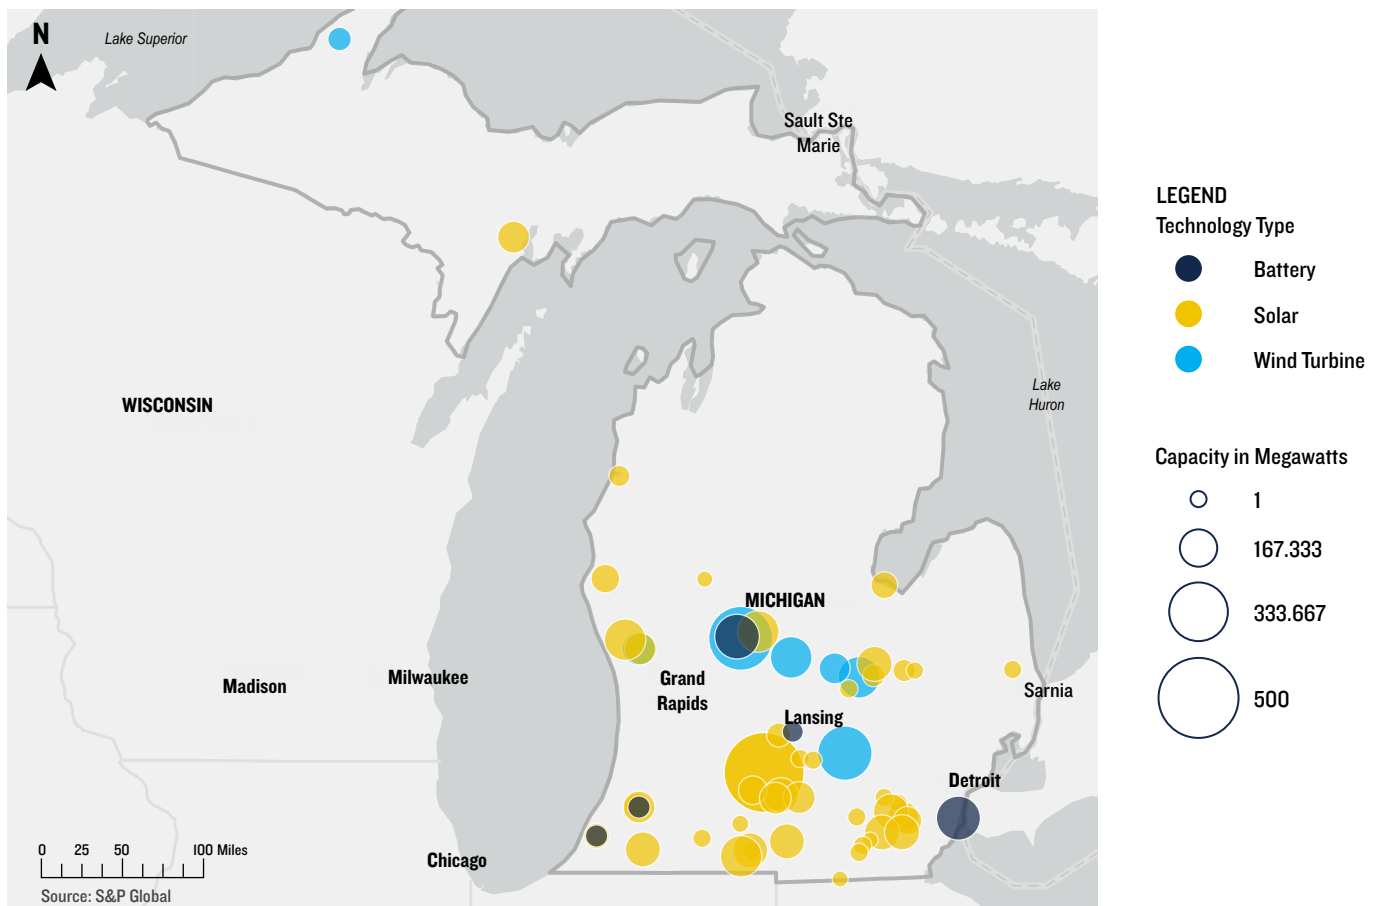 N
Lake Superior
Sault Ste
Marie
WISCONSIN
Lake
Huron
MICHIGAN
Madison
Milwaukee
Grand
Rapids
Sarnia
Lansing
Detroit
Chicago
0 25 50 100 Miles
Source: S&P Global
LEGEND
Technology Type
Battery
Solar
Wind Turbine
Capacity in Megawatts
1
167.333
333.667
500